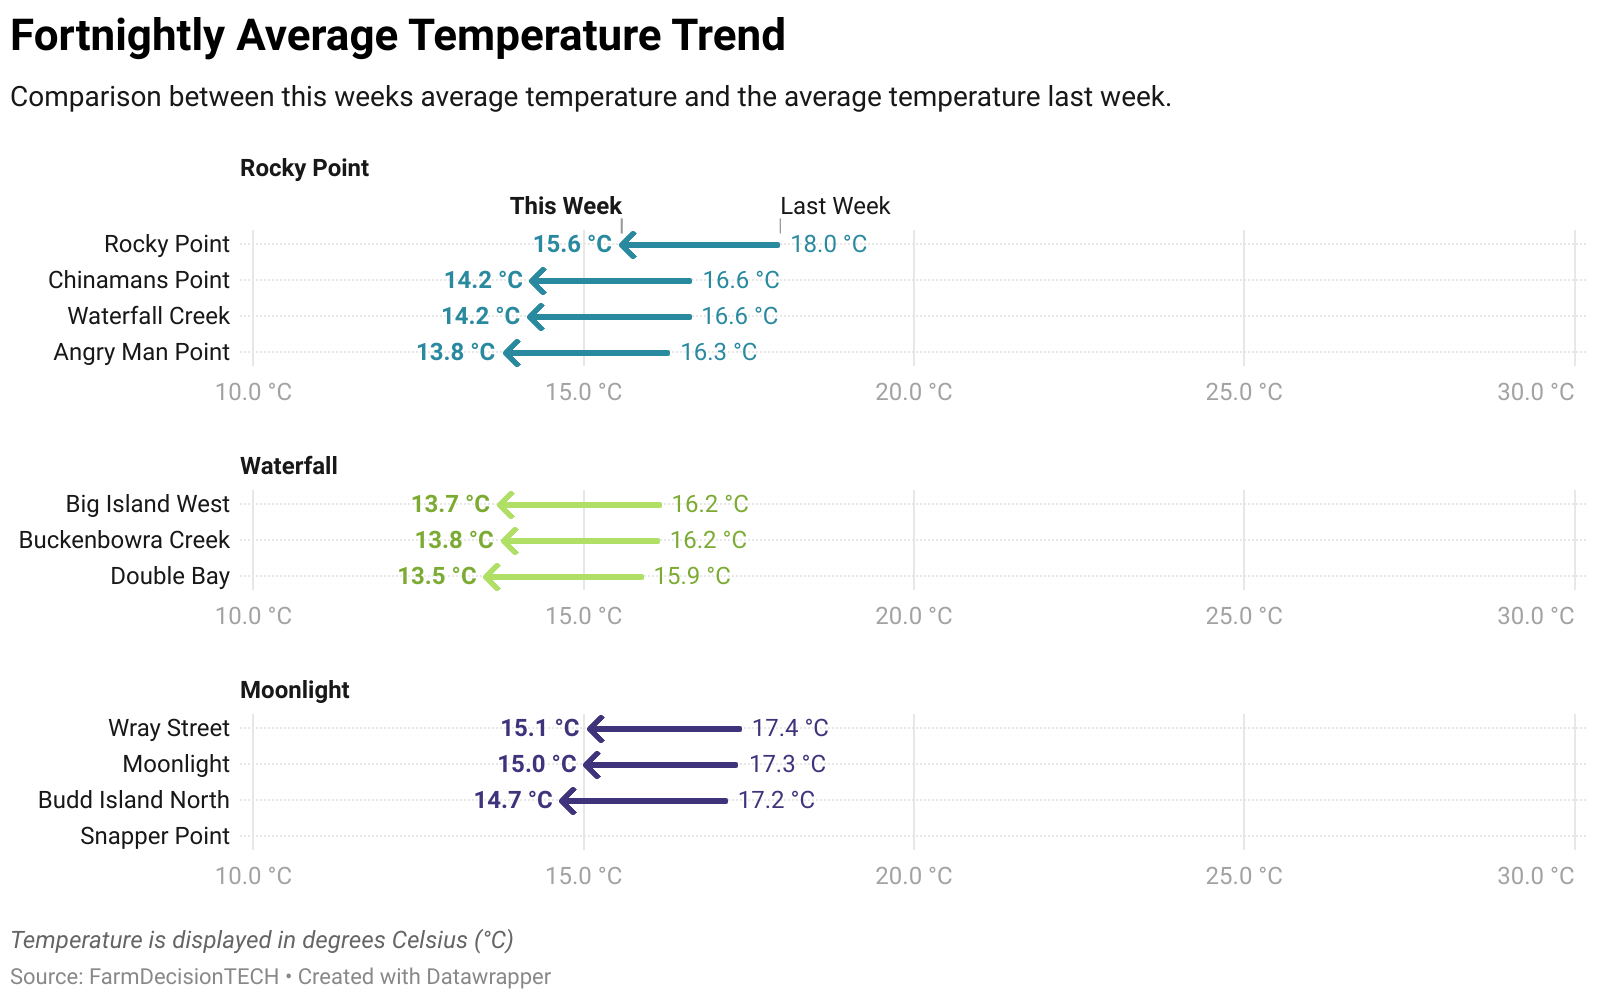 Fortnightly Average Temperature Trend
Comparison between this weeks average temperature and the average temperature last week.
Rocky Point
This Week Last Week
Rocky Point 15.6 °C 18.0 °C
Chinamans Point 14.2 °C 16.6 °C
Waterfall Creek 14.2 °C 16.6 °C
Angry Man Point 13.8 °C 16.3 °C
10.0 °C 15.0 °C 20.0 °C 25.0 °C 30.0 °C
Waterfall
Big Island West 13.7 °C 16.2 °C
Buckenbowra Creek 13.8 °C 16.2 °C
Double Bay 13.5 °C 15.9 °C
10.0 °C 15.0 °C 20.0 °C 25.0 °C 30.0 °C
Moonlight
Wray Street 15.1 °C 17.4 °C
Moonlight 15.0 °C 17.3 °C
Budd Island North 14.7 °C 17.2 °C
Snapper Point
10.0 °C 15.0 °C 20.0 °C 25.0 °C 30.0 °C
Temperature is displayed in degrees Celsius (°C)
Source: FarmDecisionTECH • Created with Datawrapper